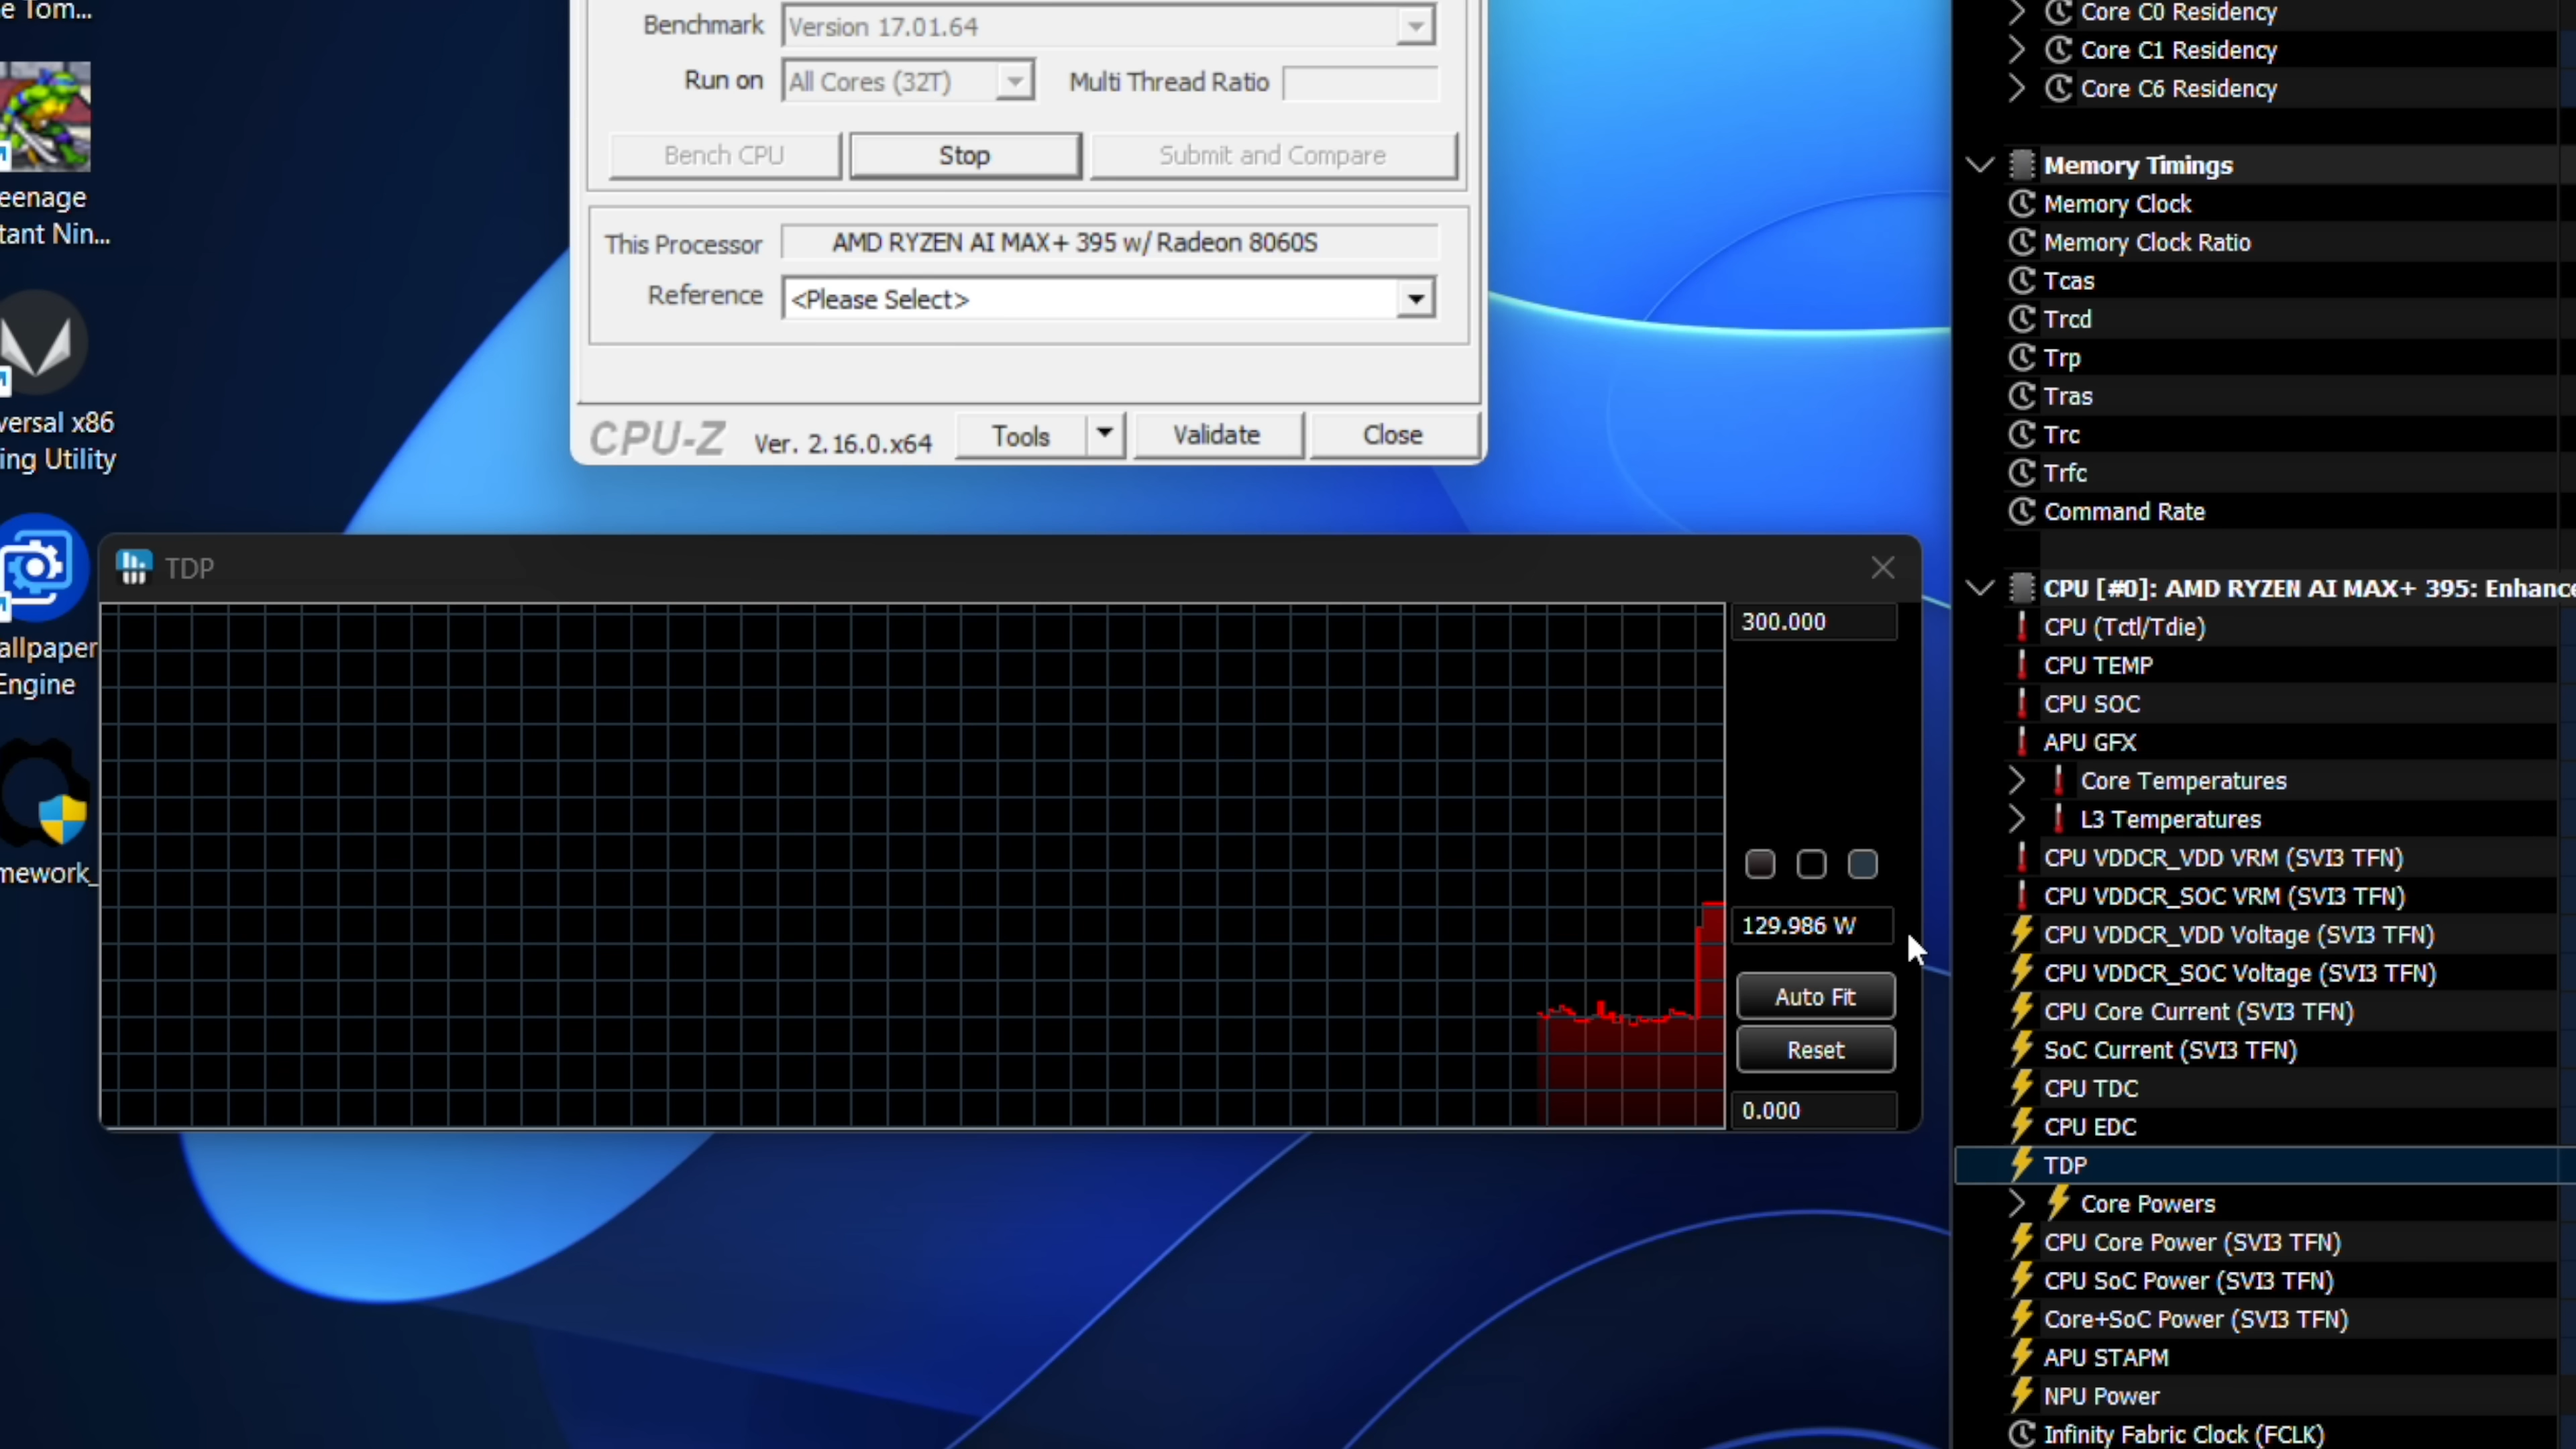 e Tom...
eenage
tant Nin...
versal x86
ing Utility
allpaper
Engine
mework_
Benchmark Version 17.01.64
Run on All Cores (32T) Multi Thread Ratio
Bench CPU Stop Submit and Compare
This Processor AMD RYZEN AI MAX+ 395 w/ Radeon 8060S
Reference <Please Select>
CPU-Z Ver. 2.16.0.x64 Tools Validate Close
TDP
300.000
129.986 W
Auto Fit
Reset
0.000
Core C0 Residency
Core C1 Residency
Core C6 Residency
Memory Timings
Memory Clock
Memory Clock Ratio
Tcas
Trcd
Trp
Tras
Trc
Trfc
Command Rate
CPU [#0]: AMD RYZEN AI MAX+ 395: Enhance
CPU (Tctl/Tdie)
CPU TEMP
CPU SOC
APU GFX
Core Temperatures
L3 Temperatures
CPU VDDCR_VDD VRM (SVI3 TFN)
CPU VDDCR_SOC VRM (SVI3 TFN)
CPU VDDCR_VDD Voltage (SVI3 TFN)
CPU VDDCR_SOC Voltage (SVI3 TFN)
CPU Core Current (SVI3 TFN)
SoC Current (SVI3 TFN)
CPU TDC
CPU EDC
TDP
Core Powers
CPU Core Power (SVI3 TFN)
CPU SoC Power (SVI3 TFN)
Core+SoC Power (SVI3 TFN)
APU STAPM
NPU Power
Infinity Fabric Clock (FCLK)